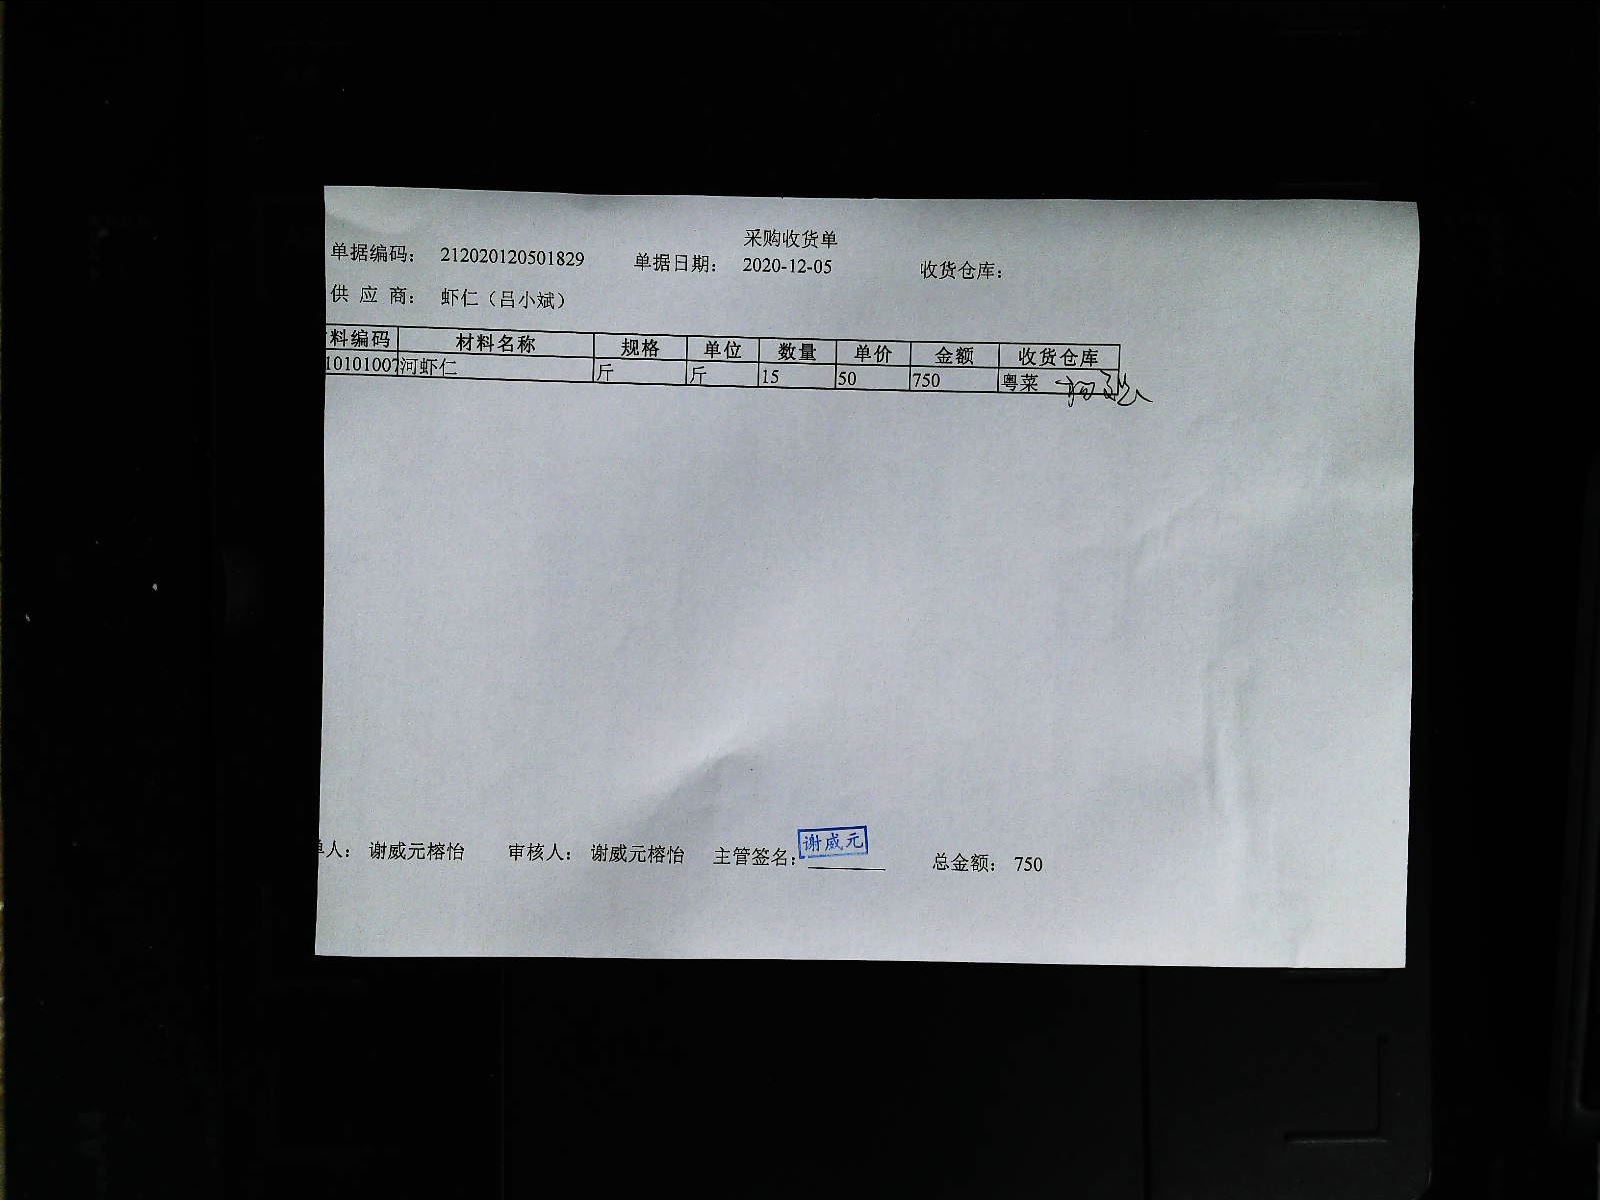 采购收货单
单据编码： 212020120501829 单据日期： 2020-12-05 收货仓库：
供 应 商： 虾仁（吕小斌）
料编码 材料名称 规格 单位 数量 单价 金额 收货仓库
10101007 河虾仁 斤 斤 15 50 750 粤菜
单人： 谢威元榕怡 审核人： 谢威元榕怡 主管签名： 谢威元 总金额： 750